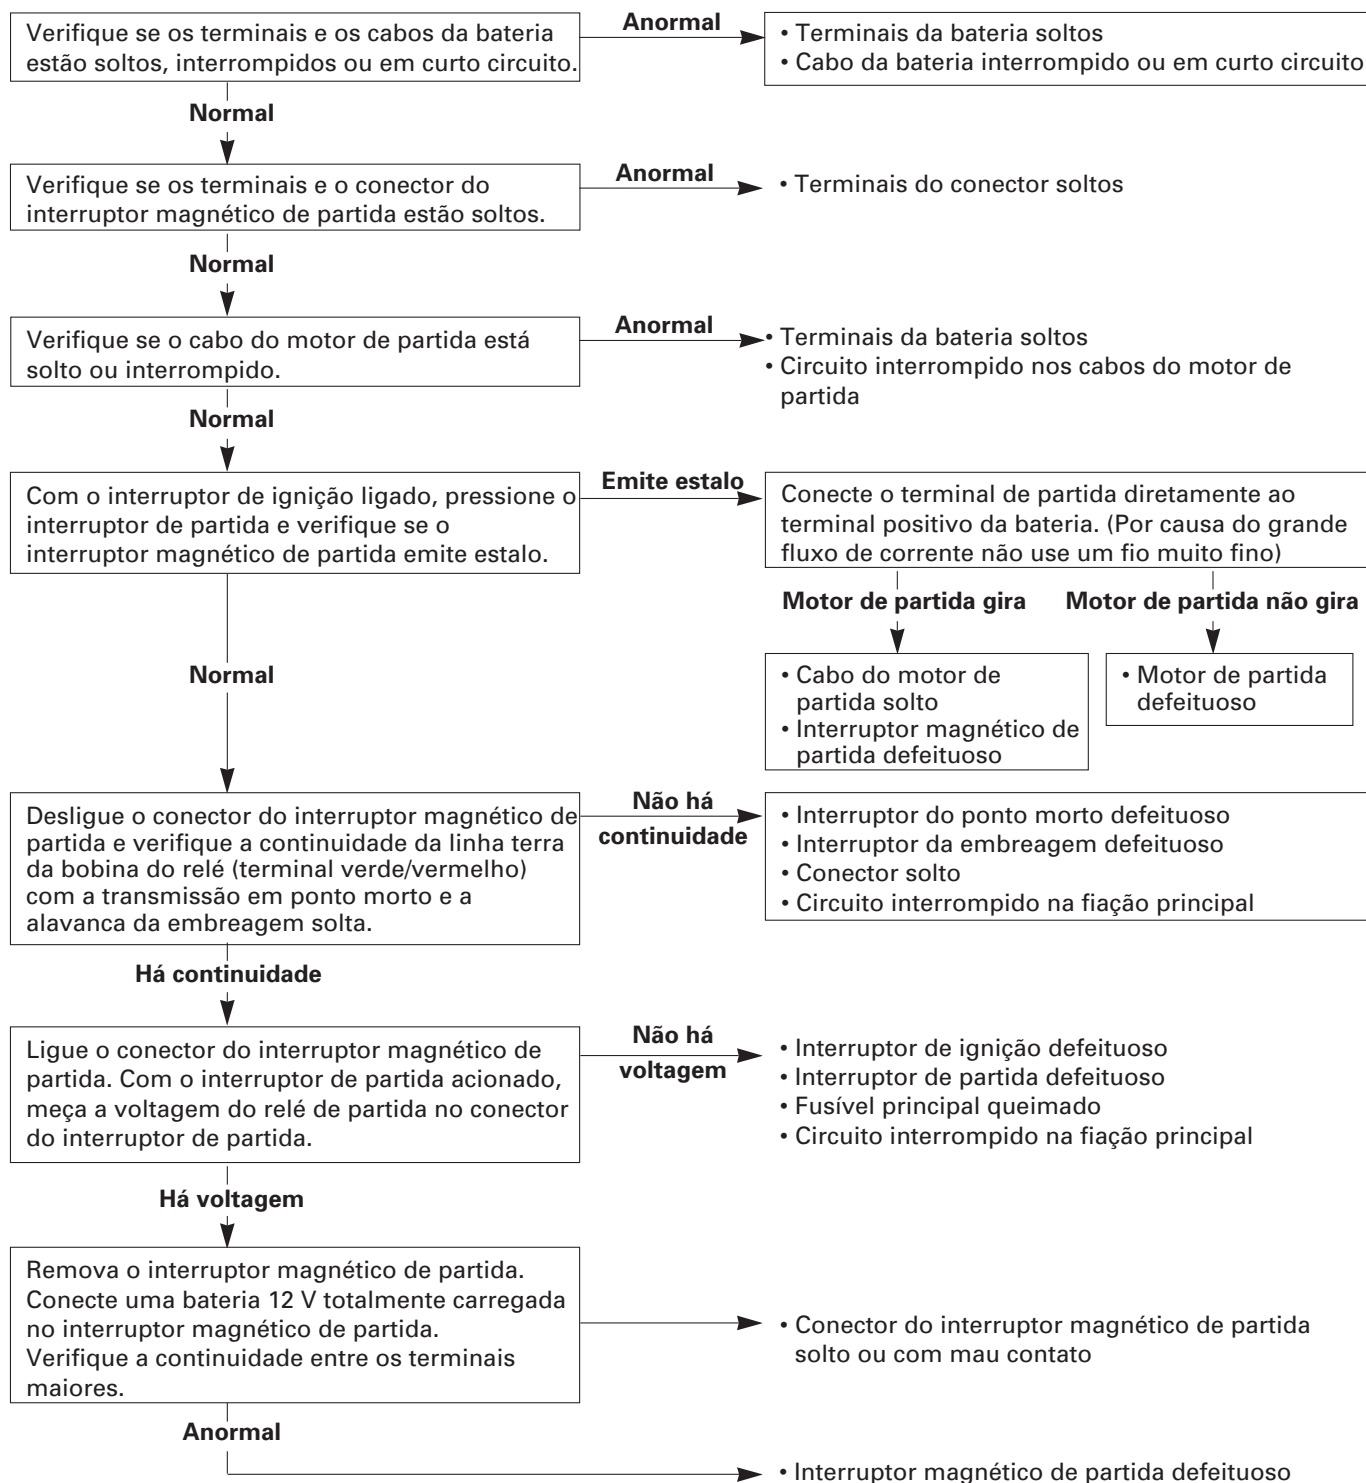 Verifique se os terminais e os cabos da bateria
estão soltos, interrompidos ou em curto circuito.
Anormal
• Terminais da bateria soltos
• Cabo da bateria interrompido ou em curto circuito
Normal
Verifique se os terminais e o conector do
interruptor magnético de partida estão soltos.
Anormal
• Terminais do conector soltos
Normal
Verifique se o cabo do motor de partida está
solto ou interrompido.
Anormal
• Terminais da bateria soltos
• Circuito interrompido nos cabos do motor de
partida
Normal
Com o interruptor de ignição ligado, pressione o
interruptor de partida e verifique se o
interruptor magnético de partida emite estalo.
Emite estalo
Conecte o terminal de partida diretamente ao
terminal positivo da bateria. (Por causa do grande
fluxo de corrente não use um fio muito fino)
Motor de partida gira
Motor de partida não gira
• Cabo do motor de
partida solto
• Interruptor magnético de
partida defeituoso
• Motor de partida
defeituoso
Normal
Desligue o conector do interruptor magnético de
partida e verifique a continuidade da linha terra
da bobina do relé (terminal verde/vermelho)
com a transmissão em ponto morto e a
alavanca da embreagem solta.
Não há
continuidade
• Interruptor do ponto morto defeituoso
• Interruptor da embreagem defeituoso
• Conector solto
• Circuito interrompido na fiação principal
Há continuidade
Ligue o conector do interruptor magnético de
partida. Com o interruptor de partida acionado,
meça a voltagem do relé de partida no conector
do interruptor de partida.
Não há
voltagem
• Interruptor de ignição defeituoso
• Interruptor de partida defeituoso
• Fusível principal queimado
• Circuito interrompido na fiação principal
Há voltagem
Remova o interruptor magnético de partida.
Conecte uma bateria 12 V totalmente carregada
no interruptor magnético de partida.
Verifique a continuidade entre os terminais
maiores.
• Conector do interruptor magnético de partida
solto ou com mau contato
Anormal
• Interruptor magnético de partida defeituoso